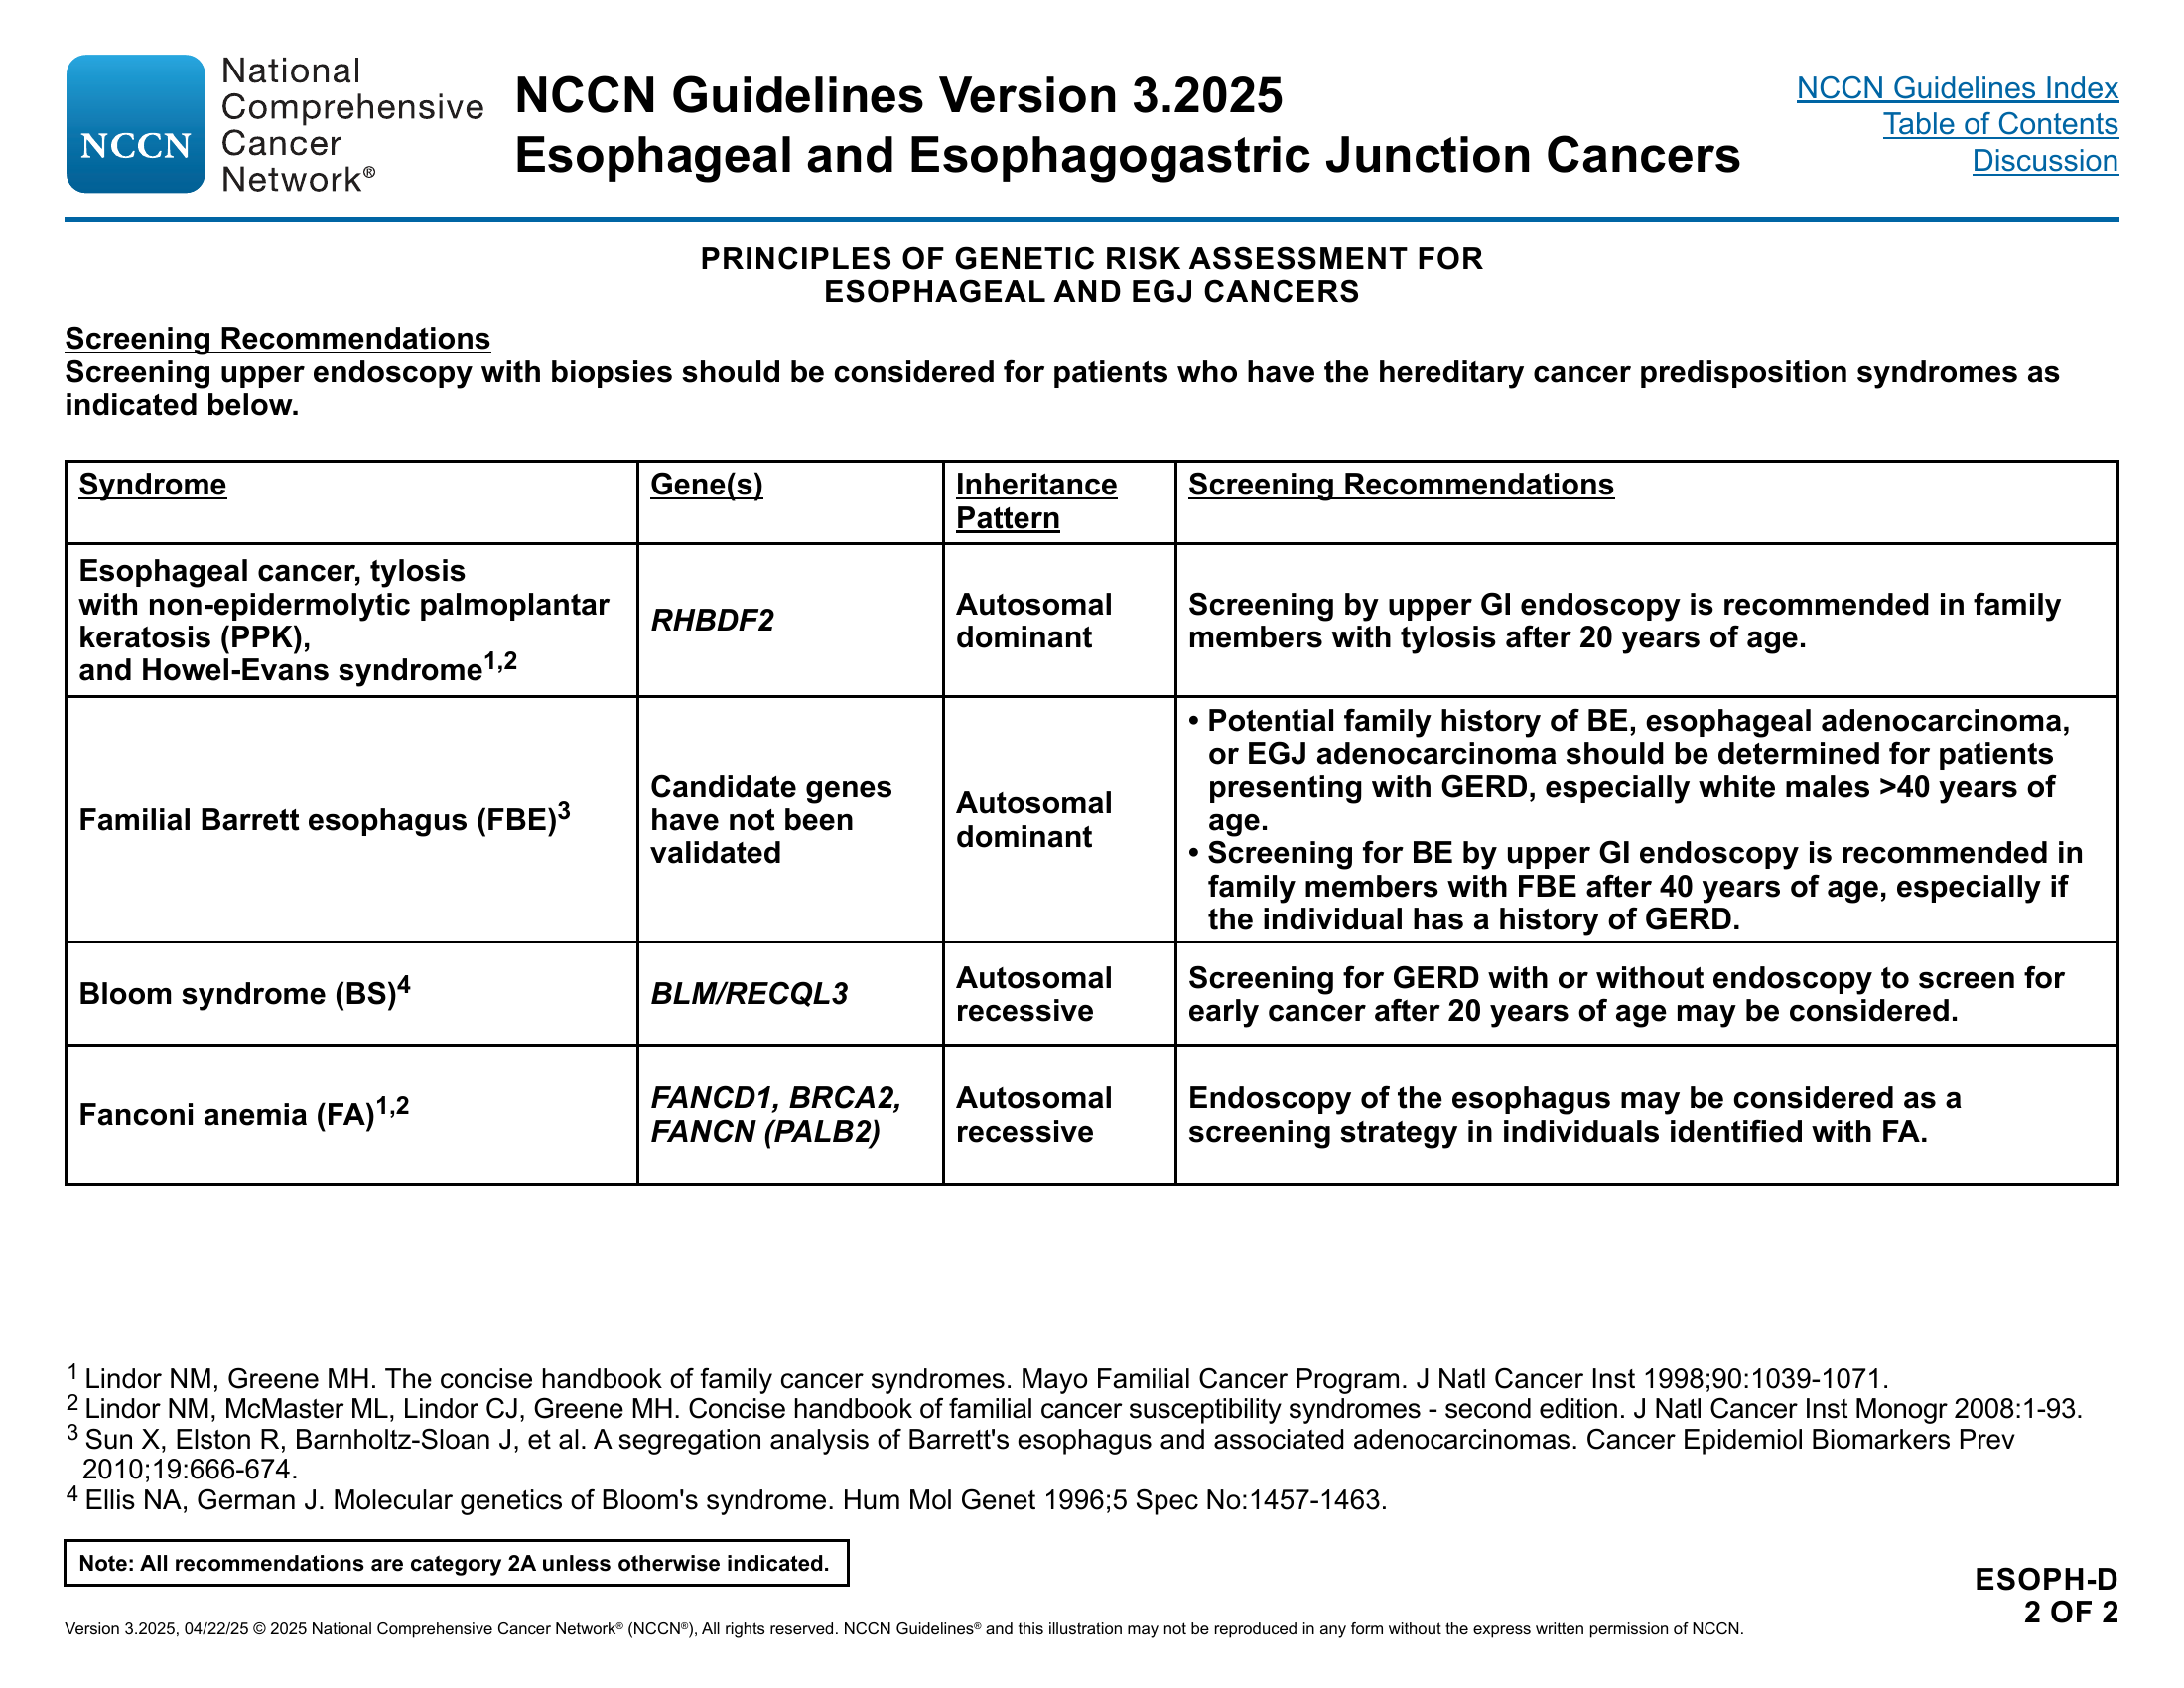 National
Comprehensive
Cancer
Network®
NCCN
NCCN Guidelines Version 3.2025
Esophageal and Esophagogastric Junction Cancers
NCCN Guidelines Index
Table of Contents
Discussion
PRINCIPLES OF GENETIC RISK ASSESSMENT FOR
ESOPHAGEAL AND EGJ CANCERS
Screening Recommendations
Screening upper endoscopy with biopsies should be considered for patients who have the hereditary cancer predisposition syndromes as
indicated below.
Syndrome
Gene(s)
Inheritance
Pattern
Screening Recommendations
Esophageal cancer, tylosis
with non-epidermolytic palmoplantar
keratosis (PPK),
and Howel-Evans syndrome1,2
RHBDF2
Autosomal
dominant
Screening by upper GI endoscopy is recommended in family
members with tylosis after 20 years of age.
Familial Barrett esophagus (FBE)3
Candidate genes
have not been
validated
Autosomal
dominant
• Potential family history of BE, esophageal adenocarcinoma,
or EGJ adenocarcinoma should be determined for patients
presenting with GERD, especially white males >40 years of
age.
• Screening for BE by upper GI endoscopy is recommended in
family members with FBE after 40 years of age, especially if
the individual has a history of GERD.
Bloom syndrome (BS)4
BLM/RECQL3
Autosomal
recessive
Screening for GERD with or without endoscopy to screen for
early cancer after 20 years of age may be considered.
Fanconi anemia (FA)1,2
FANCD1, BRCA2,
FANCN (PALB2)
Autosomal
recessive
Endoscopy of the esophagus may be considered as a
screening strategy in individuals identified with FA.
1 Lindor NM, Greene MH. The concise handbook of family cancer syndromes. Mayo Familial Cancer Program. J Natl Cancer Inst 1998;90:1039-1071.
2 Lindor NM, McMaster ML, Lindor CJ, Greene MH. Concise handbook of familial cancer susceptibility syndromes - second edition. J Natl Cancer Inst Monogr 2008:1-93.
3 Sun X, Elston R, Barnholtz-Sloan J, et al. A segregation analysis of Barrett's esophagus and associated adenocarcinomas. Cancer Epidemiol Biomarkers Prev
2010;19:666-674.
4 Ellis NA, German J. Molecular genetics of Bloom's syndrome. Hum Mol Genet 1996;5 Spec No:1457-1463.
Note: All recommendations are category 2A unless otherwise indicated.
ESOPH-D
2 OF 2
Version 3.2025, 04/22/25 © 2025 National Comprehensive Cancer Network® (NCCN®), All rights reserved. NCCN Guidelines® and this illustration may not be reproduced in any form without the express written permission of NCCN.